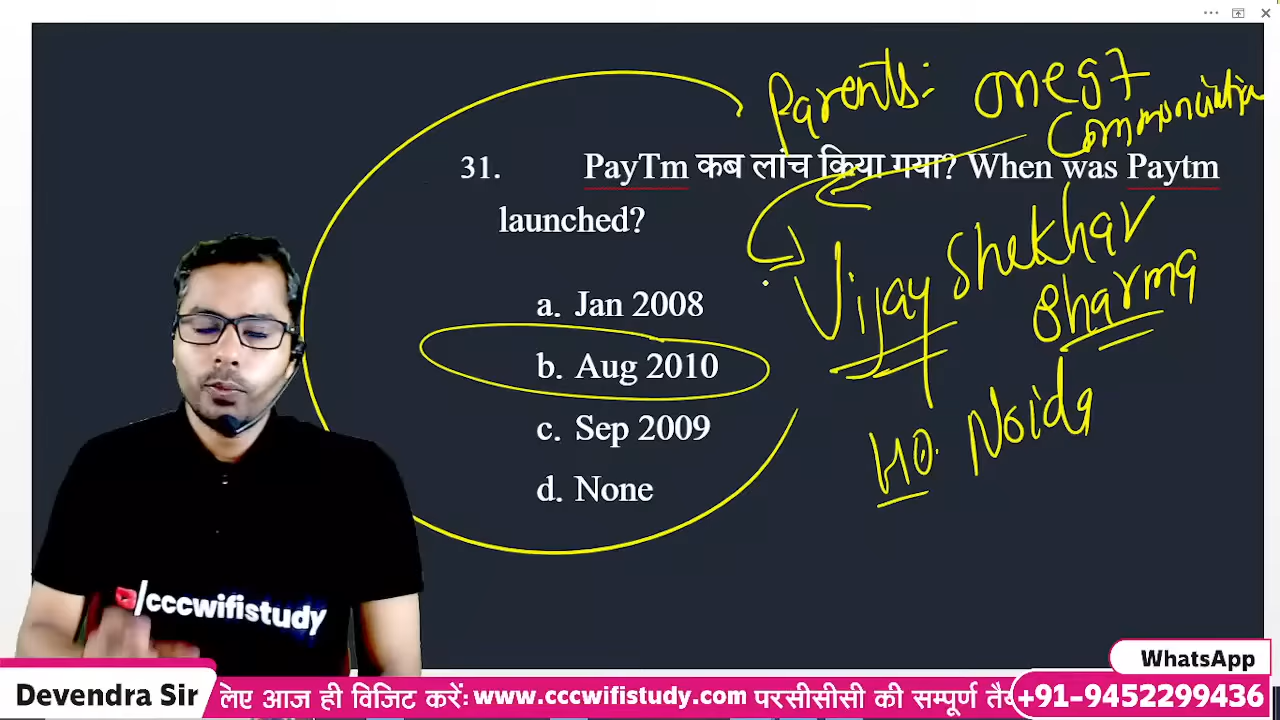 Parents:- one97
Communication
31. PayTm कब लांच किया गया? When was Paytm
launched?
Vijay Shekhar
Sharma
a. Jan 2008
b. Aug 2010
c. Sep 2009
d. None
HO. Noida
/cccwifistudy
WhatsApp
Devendra Sir
लिए आज ही विजिट करें: www.cccwifistudy.com परसीसीसी की सम्पूर्ण
+91-9452299436